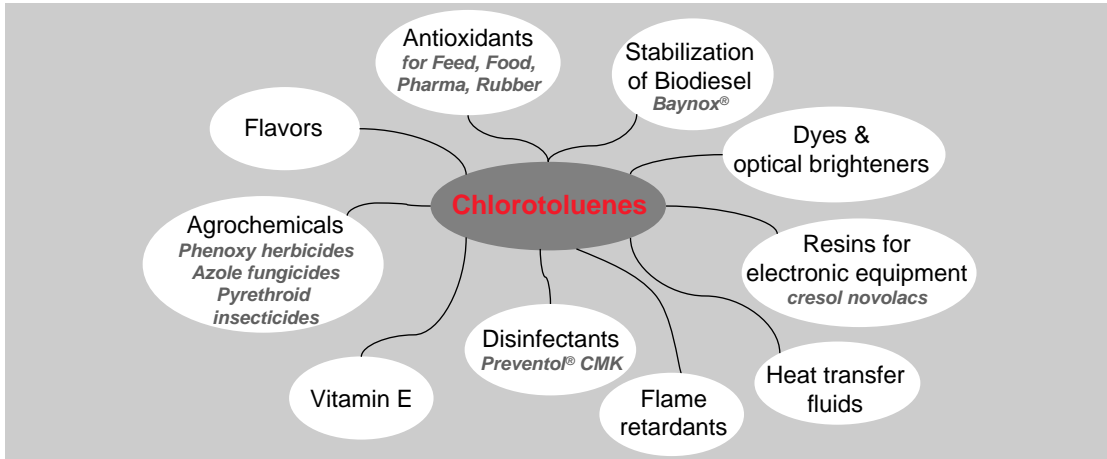 Antioxidants
for Feed, Food,
Pharma, Rubber
Stabilization
of Biodiesel
Baynox®
Flavors
Dyes &
optical brighteners
Chlorotoluenes
Agrochemicals
Phenoxy herbicides
Azole fungicides
Pyrethroid
insecticides
Resins for
electronic equipment
cresol novolacs
Disinfectants
Preventol® CMK
Heat transfer
fluids
Vitamin E
Flame
retardants